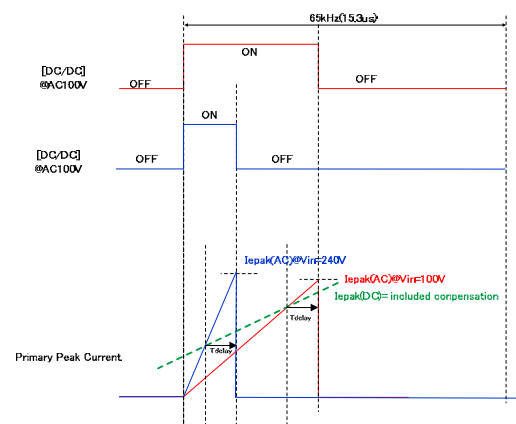 65kHz(15.3us)
ON
[DC/DC]
@AC100V
OFF
OFF
ON
[DC/DC]
@AC100V
OFF
OFF
Iepak(AC)@Vin=240V
Iepak(AC)@Vin=100V
Iepak(DC)= included conpensation
Tdelay
Tdelay
Primary Peak Current